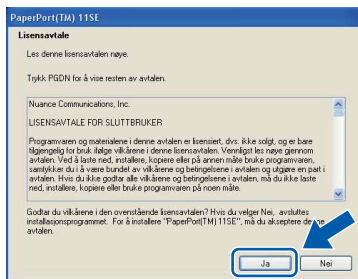 PaperPort(TM) 11SE
Lisensavtale
Les denne lisensavtalen nøye.
Trykk PGDN for å vise resten av avtalen.
Nuance Communications, Inc.
LISENSAVTALE FOR SLUTTBRUKER
Programvaren og materialene i denne avtalen er lisensiert, dvs. ikke solgt, og er bare
tilgjengelig for bruk ifølge vilkårene i denne lisensavtalen. Vennligst les nøye gjennom
avtalen. Ved å laste ned, installere, kopiere eller på annen måte bruke programvaren,
samtykker du i å være bundet av vilkårene og betingelsene i avtalen og utgjøre en part i
avtalen. Hvis du ikke godtar alle vilkårene og betingelsene i avtalen, må du ikke laste
ned, installere, kopiere eller bruke programvaren på noen måte.
Godtar du vilkårene i den ovenstående lisensavtalen? Hvis du velger Nei, avsluttes
installasjonsprogrammet. For å installere "PaperPort(TM) 11SE", må du akseptere denne
avtalen.
Ja
Nei